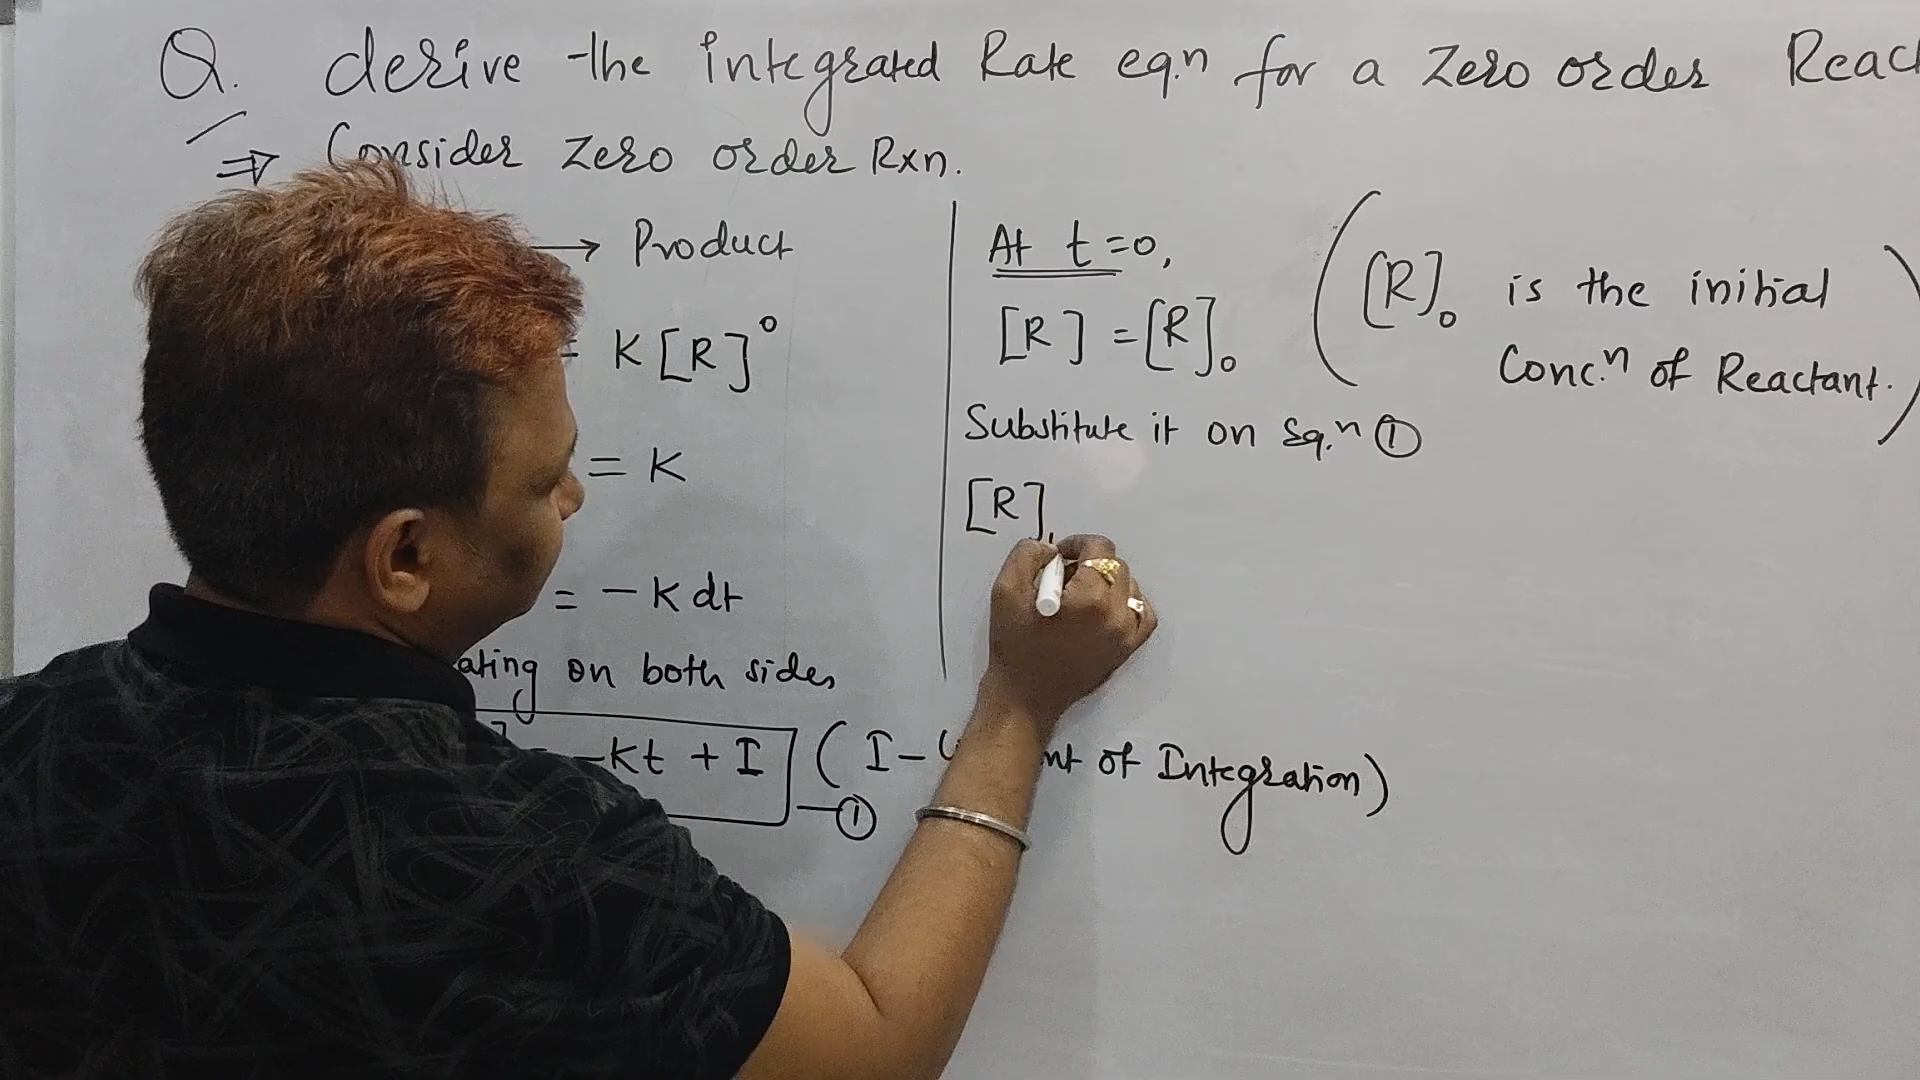 Q. derive the integrated Rate eq.n for a zero order Reac
⇒ Consider zero order Rxn.
→ Product
= K[R]⁰
= K
= -K dt
ating on both sides
-Kt + I (I - nt of Integration)
— ①
At t=0,
[R] = [R]₀ ([R]₀ is the initial
Conc.ⁿ of Reactant.)
Substitute it on Eq.ⁿ ①
[R]